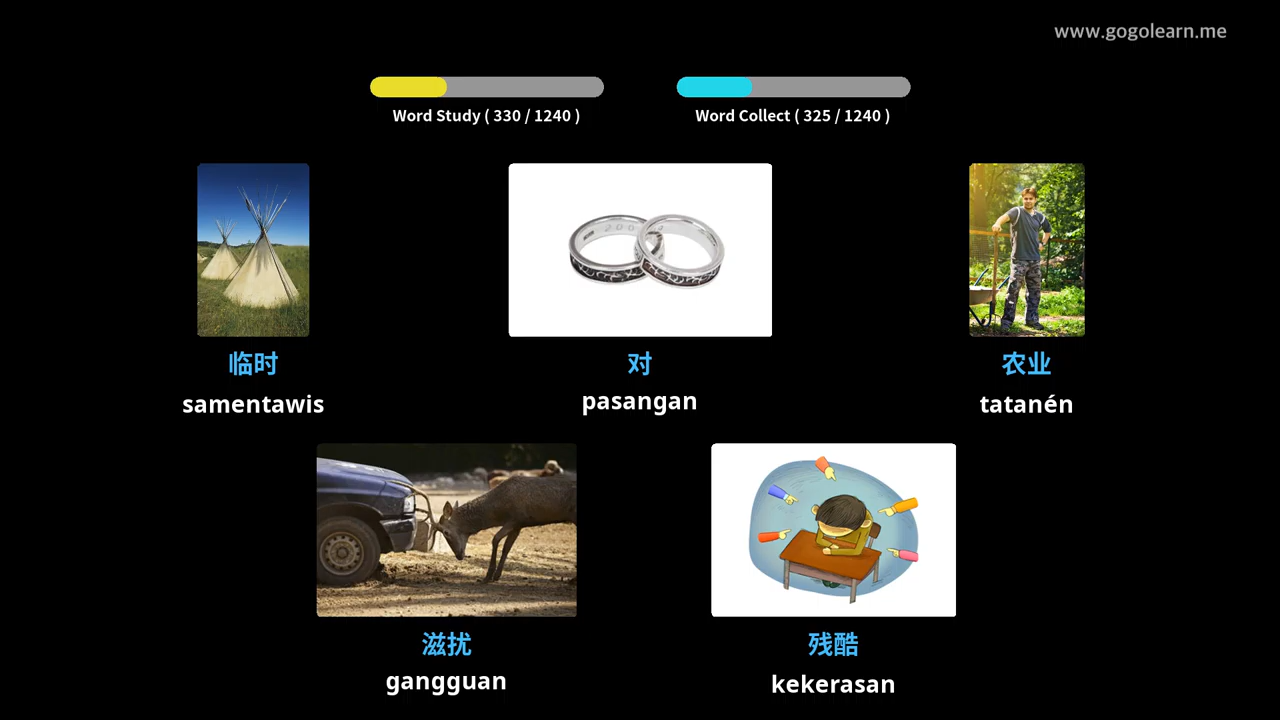 www.gogolearn.me
Word Study ( 330 / 1240 )
Word Collect ( 325 / 1240 )
临时
samentawis
对
pasangan
农业
tatanén
滋扰
gangguan
残酷
kekerasan